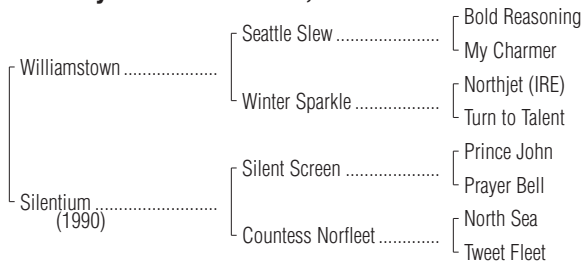 Bold Reasoning
Seattle Slew ......................
My Charmer
Williamstown ....................
Northjet (IRE)
Winter Sparkle ..................
Turn to Talent
Prince John
Silent Screen ....................
Prayer Bell
Silentium ..........................
(1990)
North Sea
Countess Norfleet .............
Tweet Fleet